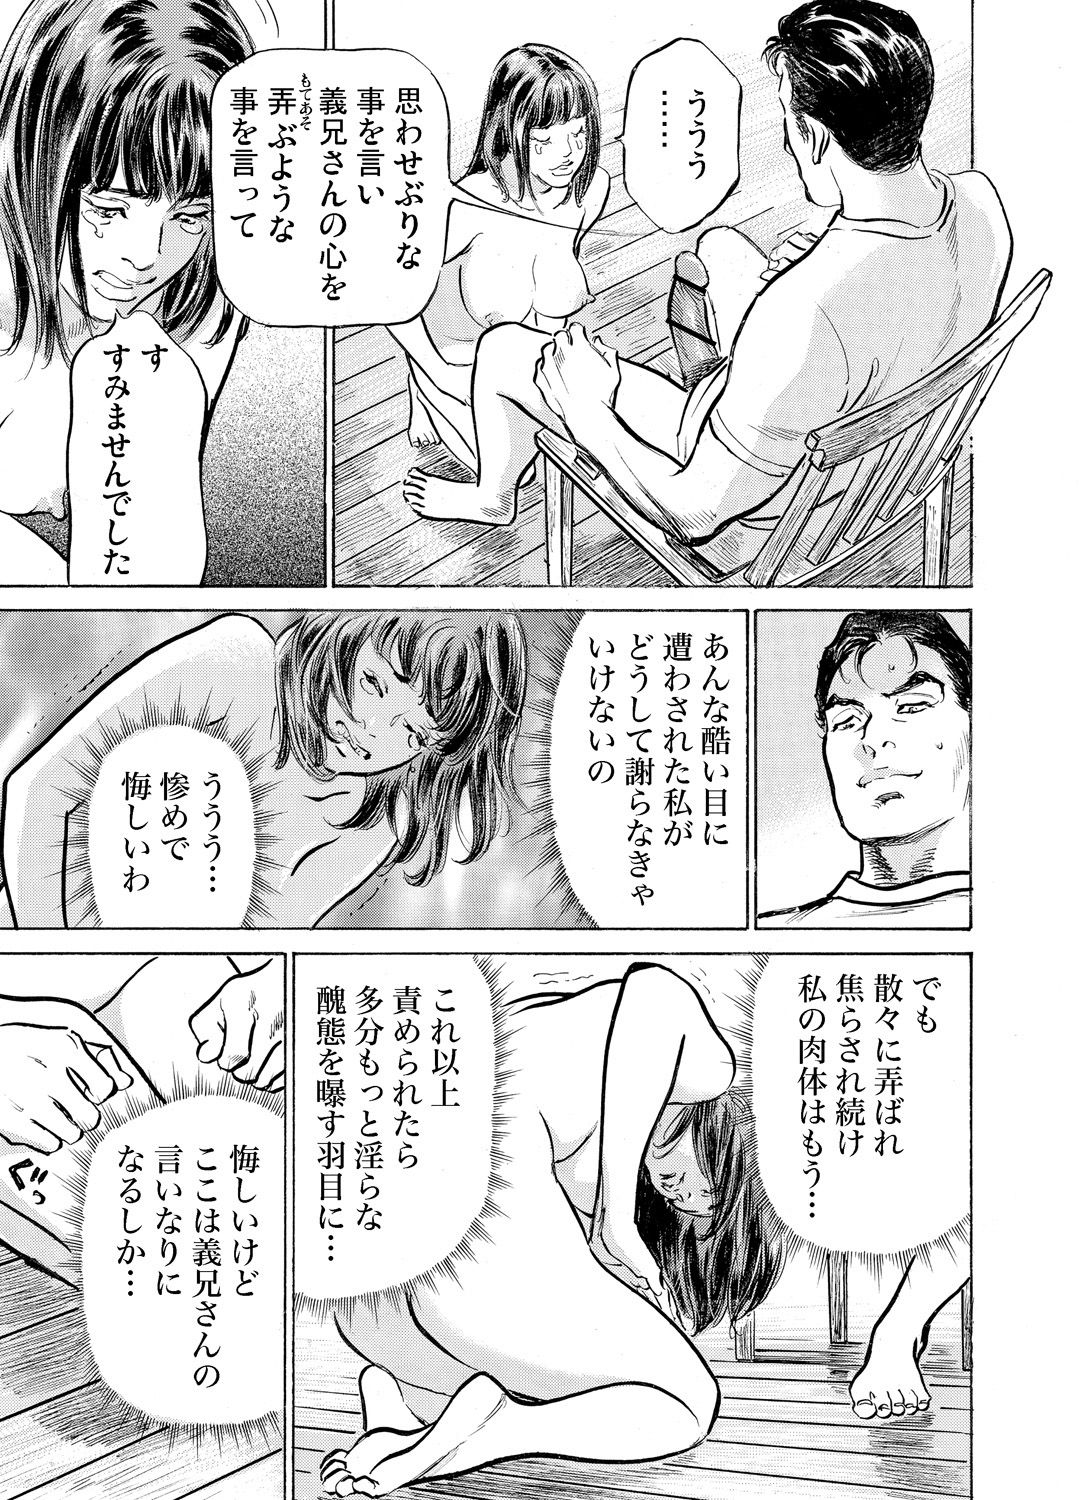 ううう
……
思わせぶりな
事を言い
義兄さんの心を
弄ぶような
もてあそ
事を言って
す
すみませんでした
あんな酷い目に
遭わされた私が
どうして謝らなきゃ
いけないの
ううう…
惨めで
悔しいわ
でも
散々に弄ばれ
焦らされ続け
私の肉体はもう…
これ以上
責められたら
多分もっと淫らな
醜態を曝す羽目に…
悔しいけど
ここは義兄さんの
言いなりに
なるしか…
ぐっ